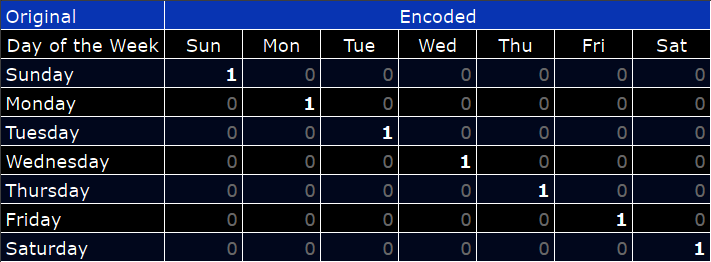 Original Encoded
Day of the Week Sun Mon Tue Wed Thu Fri Sat
Sunday 1 0 0 0 0 0 0
Monday 0 1 0 0 0 0 0
Tuesday 0 0 1 0 0 0 0
Wednesday 0 0 0 1 0 0 0
Thursday 0 0 0 0 1 0 0
Friday 0 0 0 0 0 1 0
Saturday 0 0 0 0 0 0 1